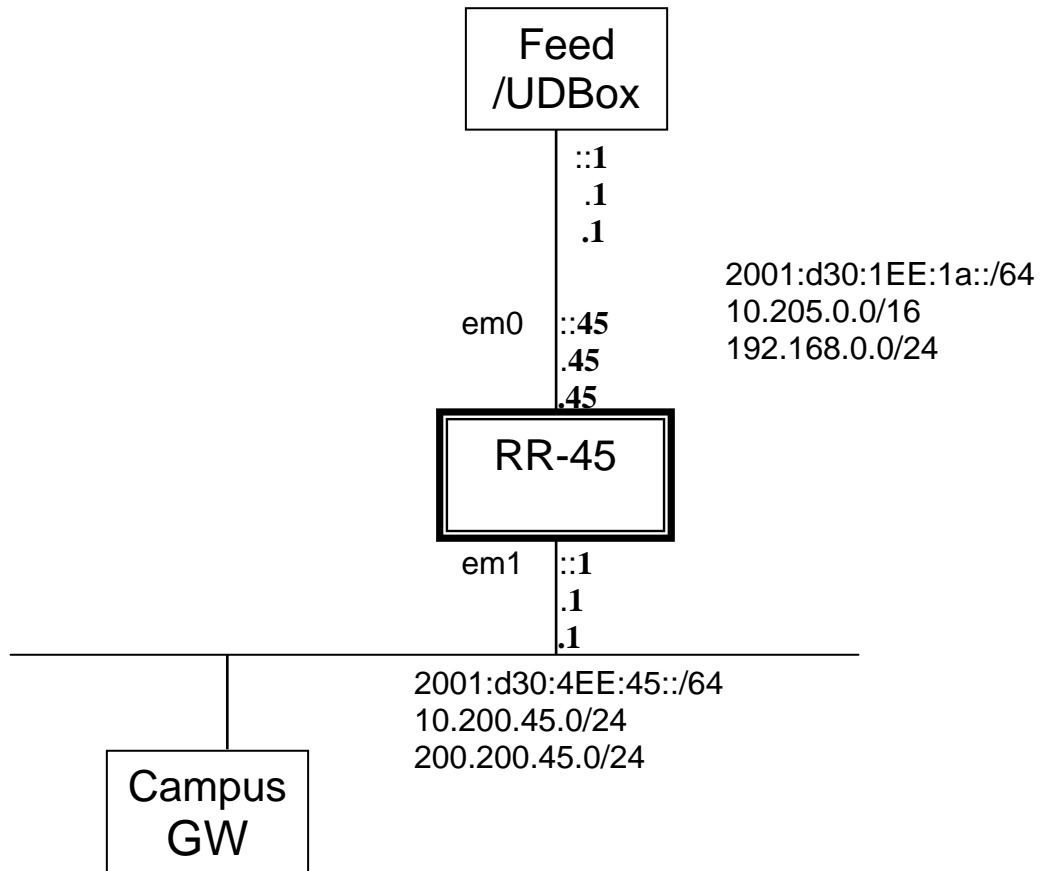 Feed
/UDBox
::1
.1
.1
2001:d30:1EE:1a::/64
10.205.0.0/16
192.168.0.0/24
em0
::45
.45
.45
RR-45
em1
::1
.1
.1
2001:d30:4EE:45::/64
10.200.45.0/24
200.200.45.0/24
Campus
GW